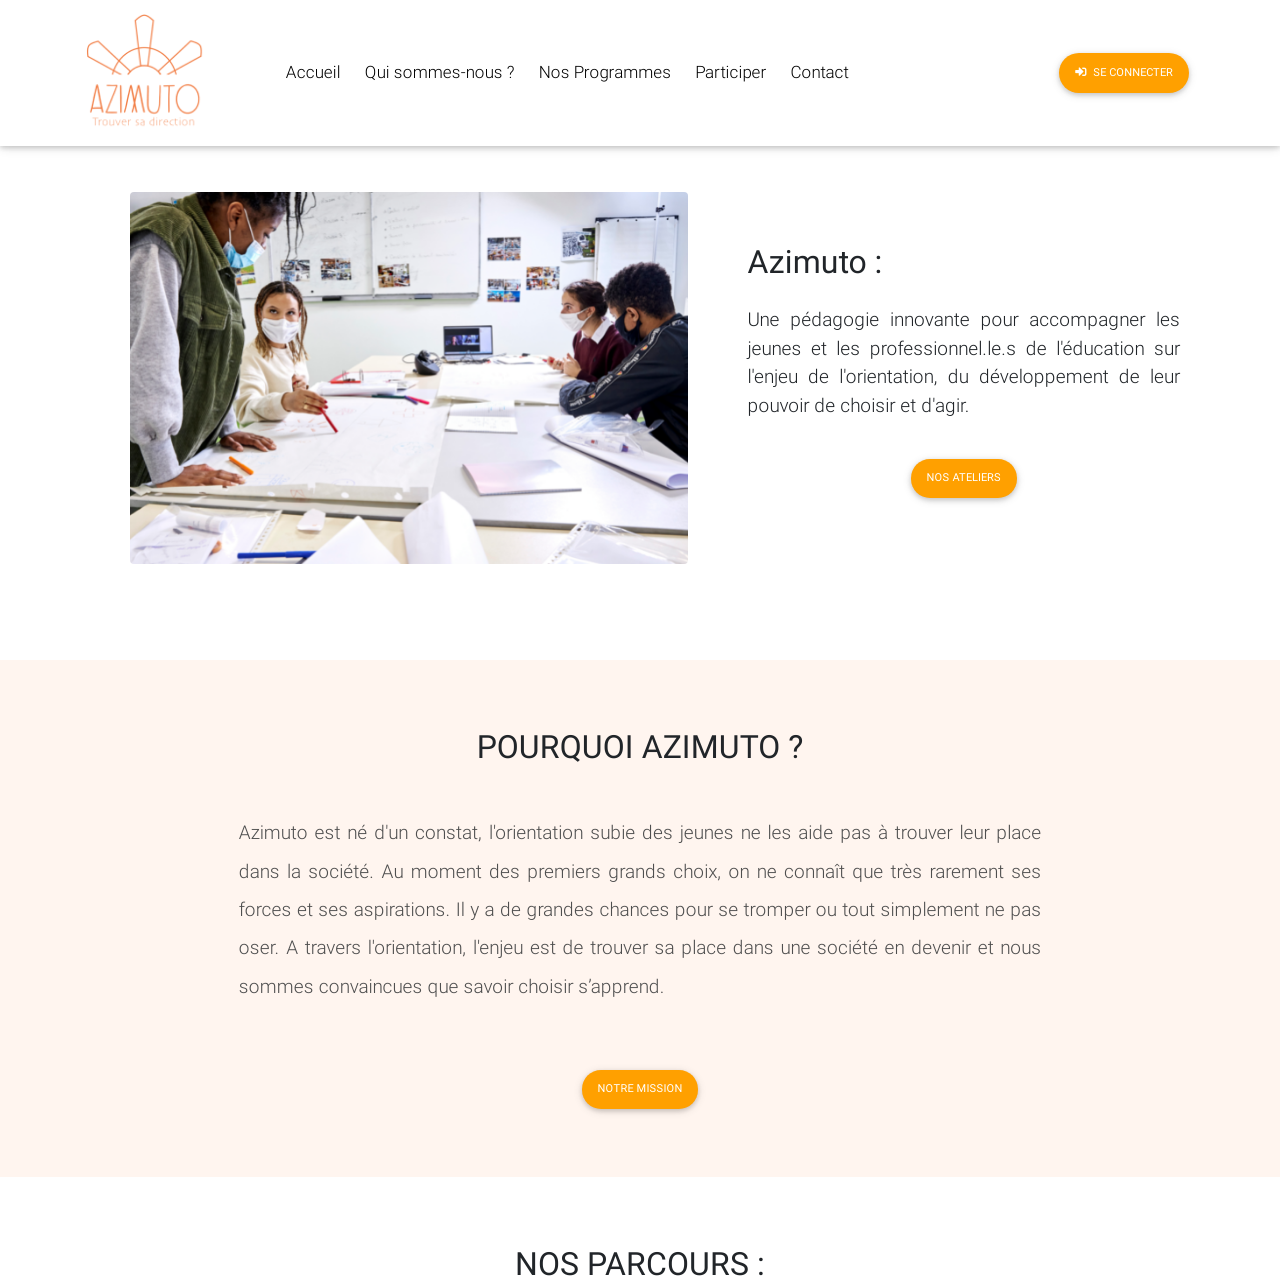 AZIMUTO
Trouver sa direction
Accueil
Qui sommes-nous ?
Nos Programmes
Participer
Contact
SE CONNECTER
Azimuto :
Une pédagogie innovante pour accompagner les
jeunes et les professionnel.le.s de l'éducation sur
l'enjeu de l'orientation, du développement de leur
pouvoir de choisir et d'agir.
NOS ATELIERS
POURQUOI AZIMUTO ?
Azimuto est né d'un constat, l'orientation subie des jeunes ne les aide pas à trouver leur place
dans la société. Au moment des premiers grands choix, on ne connaît que très rarement ses
forces et ses aspirations. Il y a de grandes chances pour se tromper ou tout simplement ne pas
oser. A travers l'orientation, l'enjeu est de trouver sa place dans une société en devenir et nous
sommes convaincues que savoir choisir s’apprend.
NOTRE MISSION
NOS PARCOURS :